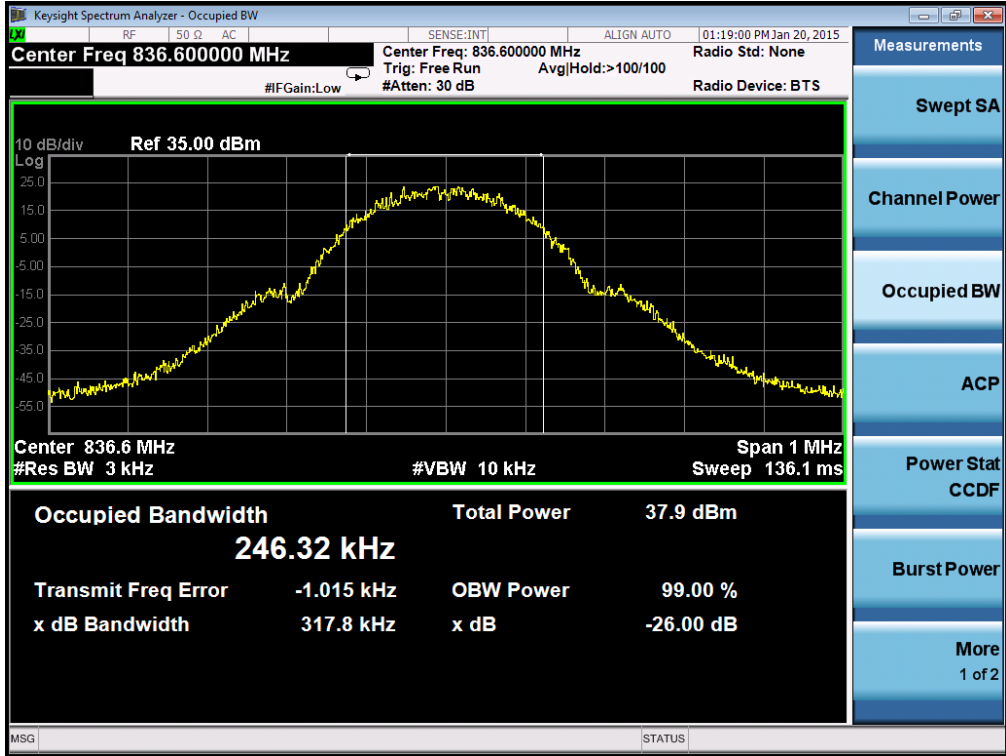 Keysight Spectrum Analyzer - Occupied BW
LXI RF 50 Ω AC SENSE:INT ALIGN AUTO 01:19:00 PM Jan 20, 2015
Center Freq 836.600000 MHz
Center Freq: 836.600000 MHz Radio Std: None
Trig: Free Run Avg|Hold:>100/100
#IFGain:Low #Atten: 30 dB Radio Device: BTS
10 dB/div Ref 35.00 dBm
Log
25.0
15.0
5.00
-5.00
-15.0
-25.0
-35.0
-45.0
-55.0
Center 836.6 MHz Span 1 MHz
#Res BW 3 kHz #VBW 10 kHz Sweep 136.1 ms
Occupied Bandwidth Total Power 37.9 dBm
246.32 kHz
Transmit Freq Error -1.015 kHz OBW Power 99.00 %
x dB Bandwidth 317.8 kHz x dB -26.00 dB
MSG STATUS
Measurements
Swept SA
Channel Power
Occupied BW
ACP
Power Stat
CCDF
Burst Power
More
1 of 2